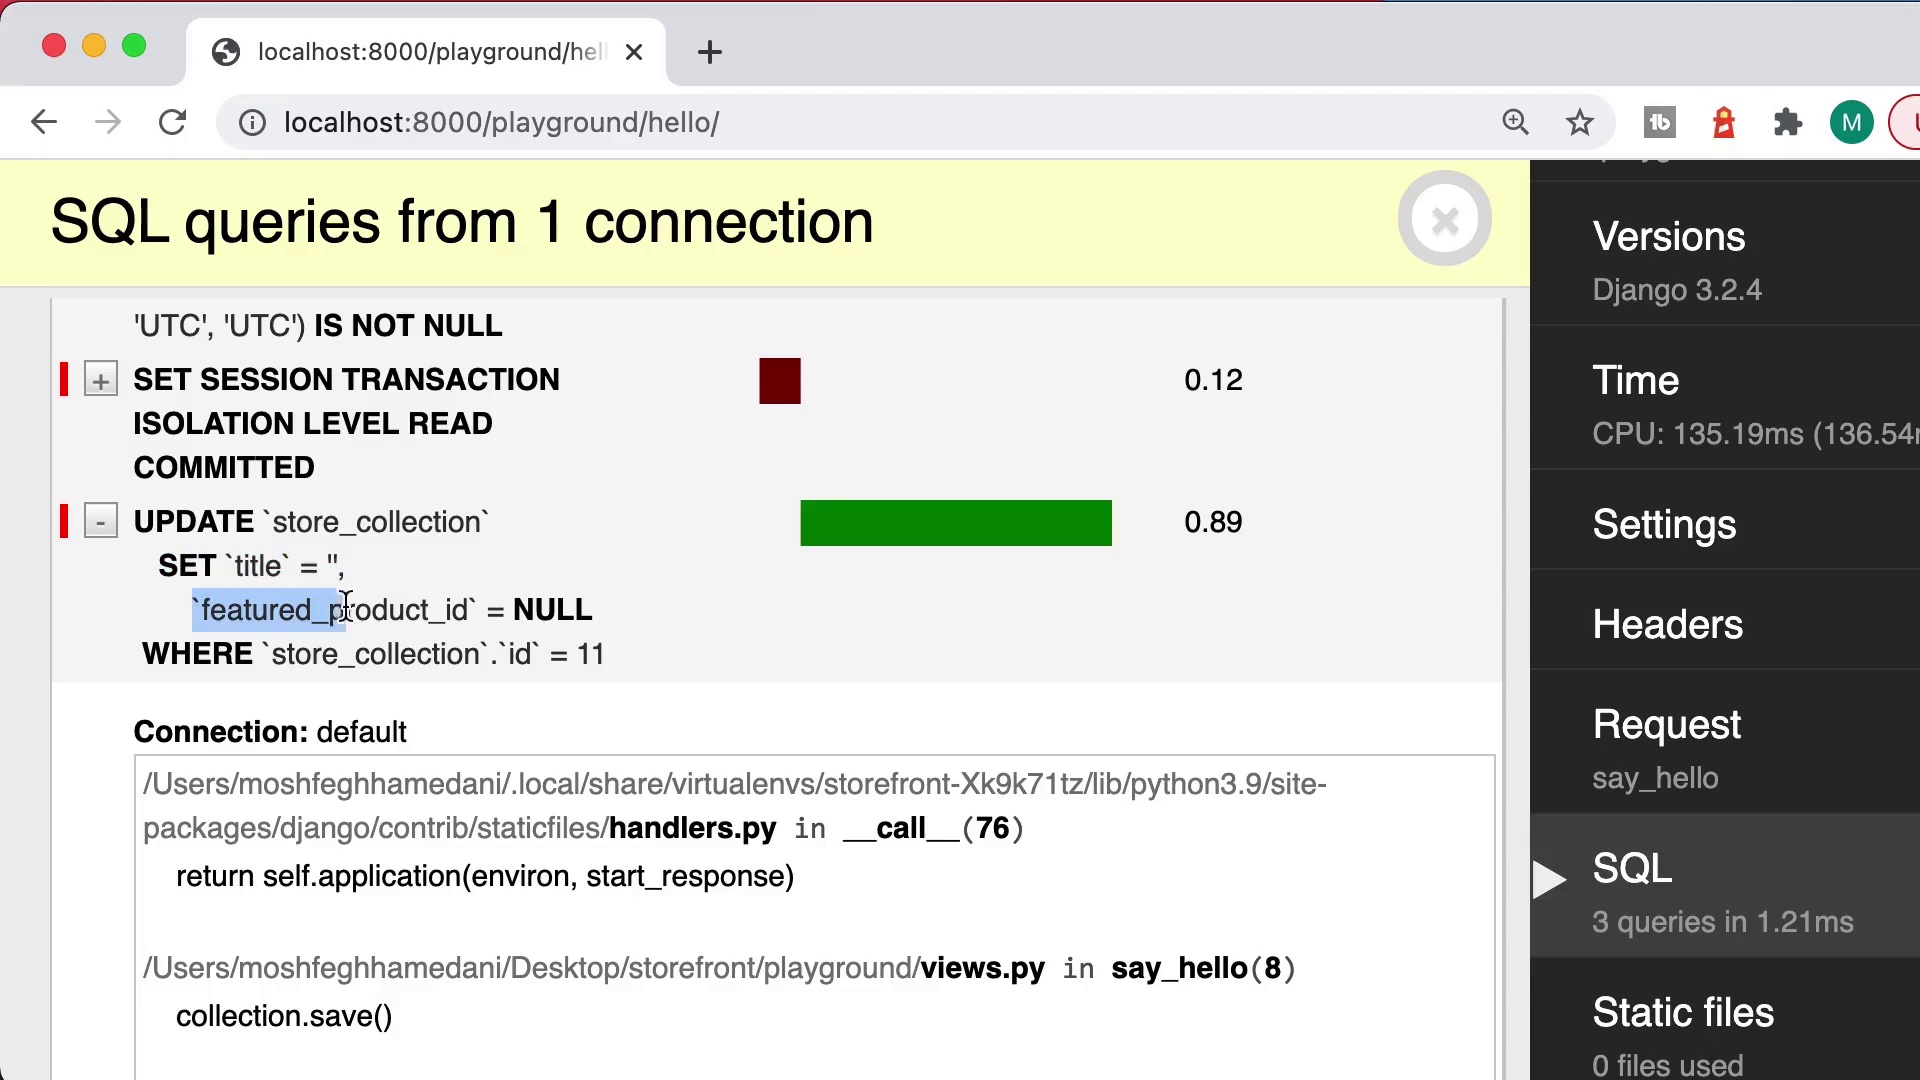 localhost:8000/playground/hel
localhost:8000/playground/hello/
M
SQL queries from 1 connection
'UTC', 'UTC') IS NOT NULL
+ SET SESSION TRANSACTION 0.12
ISOLATION LEVEL READ
COMMITTED
- UPDATE `store_collection` 0.89
SET `title` = '',
`featured_product_id` = NULL
WHERE `store_collection`.`id` = 11
Connection: default
/Users/moshfeghhamedani/.local/share/virtualenvs/storefront-Xk9k71tz/lib/python3.9/site-
packages/django/contrib/staticfiles/handlers.py in __call__(76)
return self.application(environ, start_response)
/Users/moshfeghhamedani/Desktop/storefront/playground/views.py in say_hello(8)
collection.save()
Versions
Django 3.2.4
Time
CPU: 135.19ms (136.54
Settings
Headers
Request
say_hello
SQL
3 queries in 1.21ms
Static files
0 files used